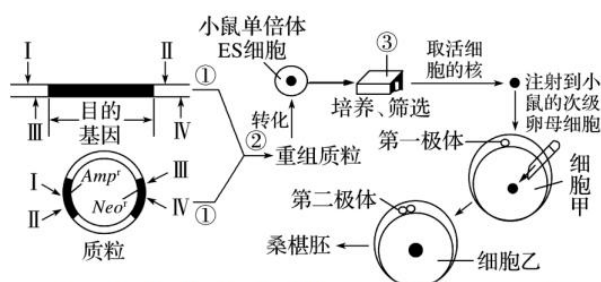 Ⅰ Ⅱ
①
Ⅲ 目的基因 Ⅳ
Ⅰ Ampʳ Ⅲ
Ⅱ Neoʳ Ⅳ
①
质粒
②
重组质粒
转化
小鼠单倍体
ES细胞
③
培养、筛选
取活细
胞的核
注射到小
鼠的次级
卵母细胞
第一极体
细胞甲
第二极体
桑椹胚
细胞乙